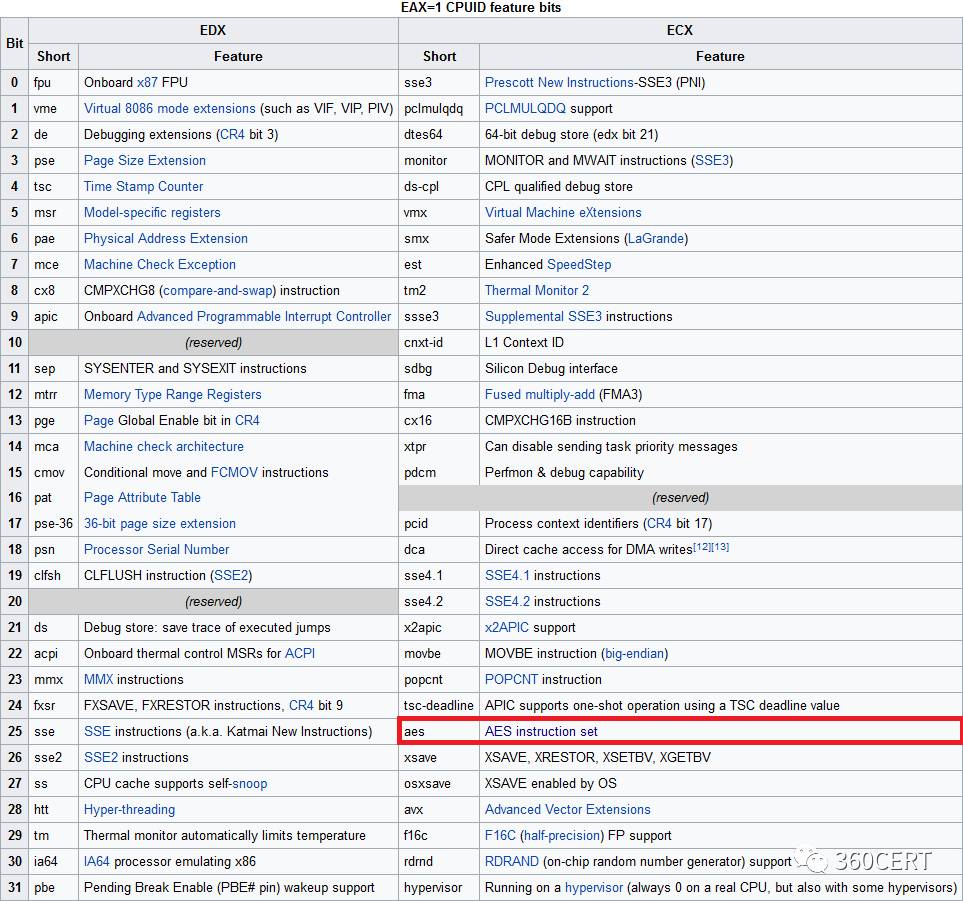 EAX=1 CPUID feature bits
Bit EDX ECX
Short Feature Short Feature
0 fpu Onboard x87 FPU sse3 Prescott New Instructions-SSE3 (PNI)
1 vme Virtual 8086 mode extensions (such as VIF, VIP, PIV) pclmulqdq PCLMULQDQ support
2 de Debugging extensions (CR4 bit 3) dtes64 64-bit debug store (edx bit 21)
3 pse Page Size Extension monitor MONITOR and MWAIT instructions (SSE3)
4 tsc Time Stamp Counter ds-cpl CPL qualified debug store
5 msr Model-specific registers vmx Virtual Machine eXtensions
6 pae Physical Address Extension smx Safer Mode Extensions (LaGrande)
7 mce Machine Check Exception est Enhanced SpeedStep
8 cx8 CMPXCHG8 (compare-and-swap) instruction tm2 Thermal Monitor 2
9 apic Onboard Advanced Programmable Interrupt Controller ssse3 Supplemental SSE3 instructions
10 (reserved) cnxt-id L1 Context ID
11 sep SYSENTER and SYSEXIT instructions sdbg Silicon Debug interface
12 mtrr Memory Type Range Registers fma Fused multiply-add (FMA3)
13 pge Page Global Enable bit in CR4 cx16 CMPXCHG16B instruction
14 mca Machine check architecture xtpr Can disable sending task priority messages
15 cmov Conditional move and FCMOV instructions pdcm Perfmon & debug capability
16 pat Page Attribute Table (reserved)
17 pse-36 36-bit page size extension pcid Process context identifiers (CR4 bit 17)
18 psn Processor Serial Number dca Direct cache access for DMA writes[12][13]
19 clfsh CLFLUSH instruction (SSE2) sse4.1 SSE4.1 instructions
20 (reserved) sse4.2 SSE4.2 instructions
21 ds Debug store: save trace of executed jumps x2apic x2APIC support
22 acpi Onboard thermal control MSRs for ACPI movbe MOVBE instruction (big-endian)
23 mmx MMX instructions popcnt POPCNT instruction
24 fxsr FXSAVE, FXRESTOR instructions, CR4 bit 9 tsc-deadline APIC supports one-shot operation using a TSC deadline value
25 sse SSE instructions (a.k.a. Katmai New Instructions) aes AES instruction set
26 sse2 SSE2 instructions xsave XSAVE, XRESTOR, XSETBV, XGETBV
27 ss CPU cache supports self-snoop osxsave XSAVE enabled by OS
28 htt Hyper-threading avx Advanced Vector Extensions
29 tm Thermal monitor automatically limits temperature f16c F16C (half-precision) FP support
30 ia64 IA64 processor emulating x86 rdrnd RDRAND (on-chip random number generator) support 360CERT
31 pbe Pending Break Enable (PBE# pin) wakeup support hypervisor Running on a hypervisor (always 0 on a real CPU, but also with some hypervisors)